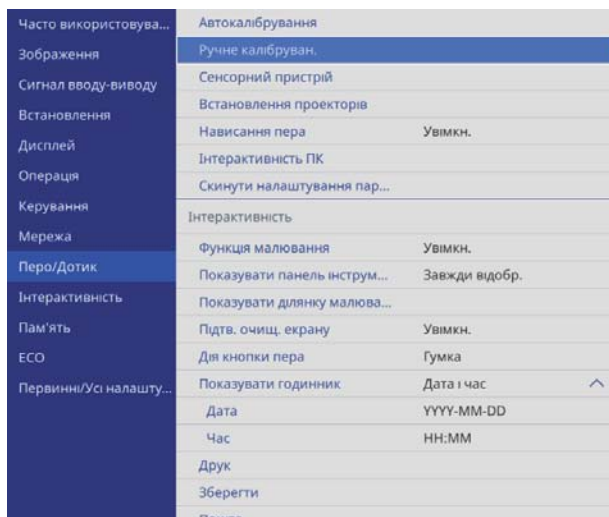 Часто використовува...
Зображення
Сигнал вводу-виводу
Встановлення
Дисплей
Операція
Керування
Мережа
Перо/Дотик
Інтерактивність
Пам'ять
ECO
Первинні/Усі налашту...
Автокалібрування
Ручне калібруван.
Сенсорний пристрій
Встановлення проекторів
Нависання пера Увімкн.
Інтерактивність ПК
Скинути налаштування пар...
Інтерактивність
Функція малювання Увімкн.
Показувати панель інструм... Завжди відобр.
Показувати ділянку малюва...
Підтв. очищ. екрану Увімкн.
Дія кнопки пера Гумка
Показувати годинник Дата і час
Дата YYYY-MM-DD
Час HH:MM
Друк
Зберегти